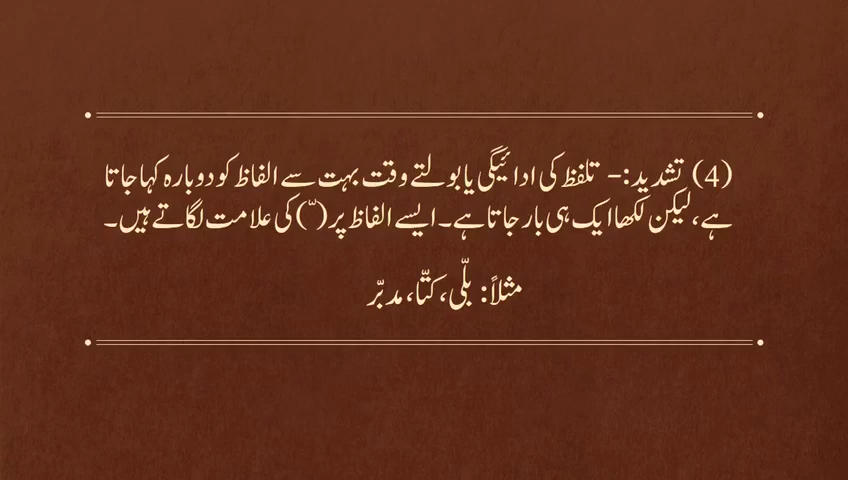 (4) تشدید:- تلفظ کی ادائیگی یا بولتے وقت بہت سے الفاظ کو دوبارہ کہا جاتا
ہے، لیکن لکھا ایک ہی بار جاتا ہے۔ ایسے الفاظ پر (ّ) کی علامت لگاتے ہیں۔
مثلاً: بلّی، کتّا، مدبّر